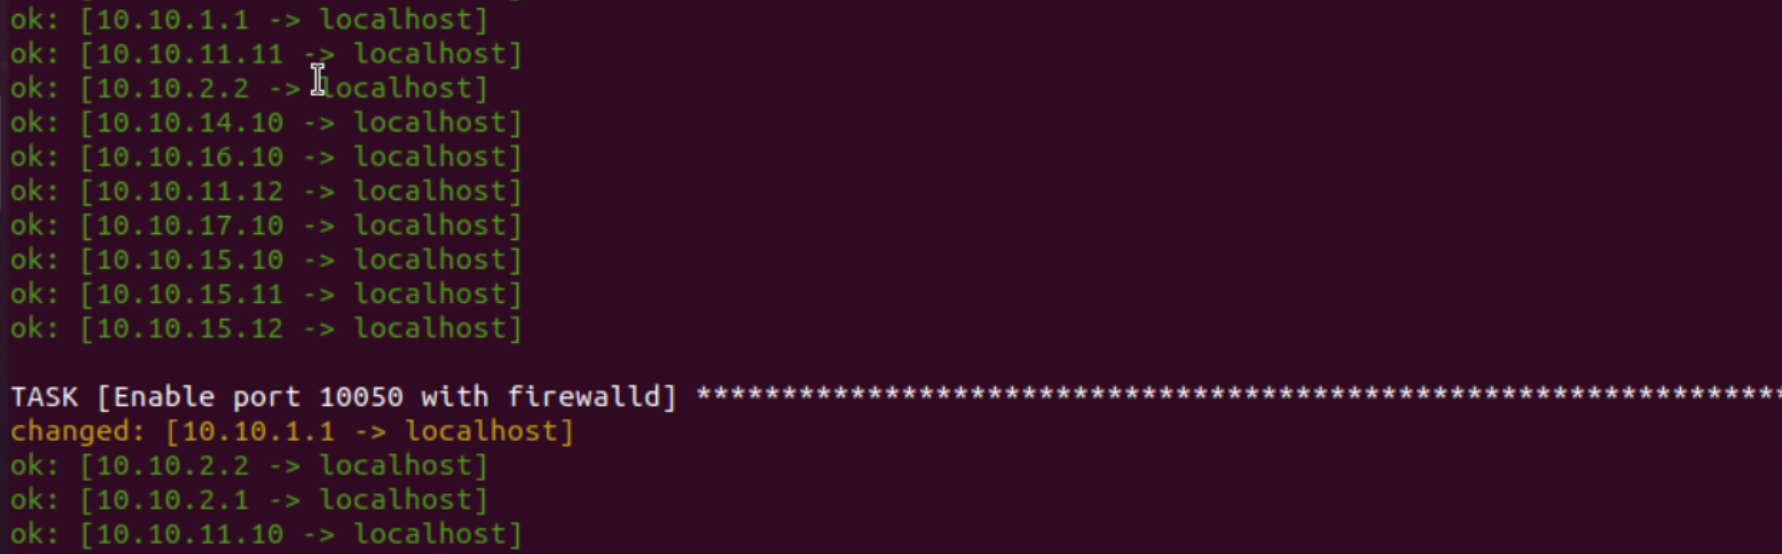 ok: [10.10.1.1 -> localhost]
ok: [10.10.11.11 -> localhost]
ok: [10.10.2.2 -> localhost]
ok: [10.10.14.10 -> localhost]
ok: [10.10.16.10 -> localhost]
ok: [10.10.11.12 -> localhost]
ok: [10.10.17.10 -> localhost]
ok: [10.10.15.10 -> localhost]
ok: [10.10.15.11 -> localhost]
ok: [10.10.15.12 -> localhost]
TASK [Enable port 10050 with firewalld] ****************************************************************
changed: [10.10.1.1 -> localhost]
ok: [10.10.2.2 -> localhost]
ok: [10.10.2.1 -> localhost]
ok: [10.10.11.10 -> localhost]